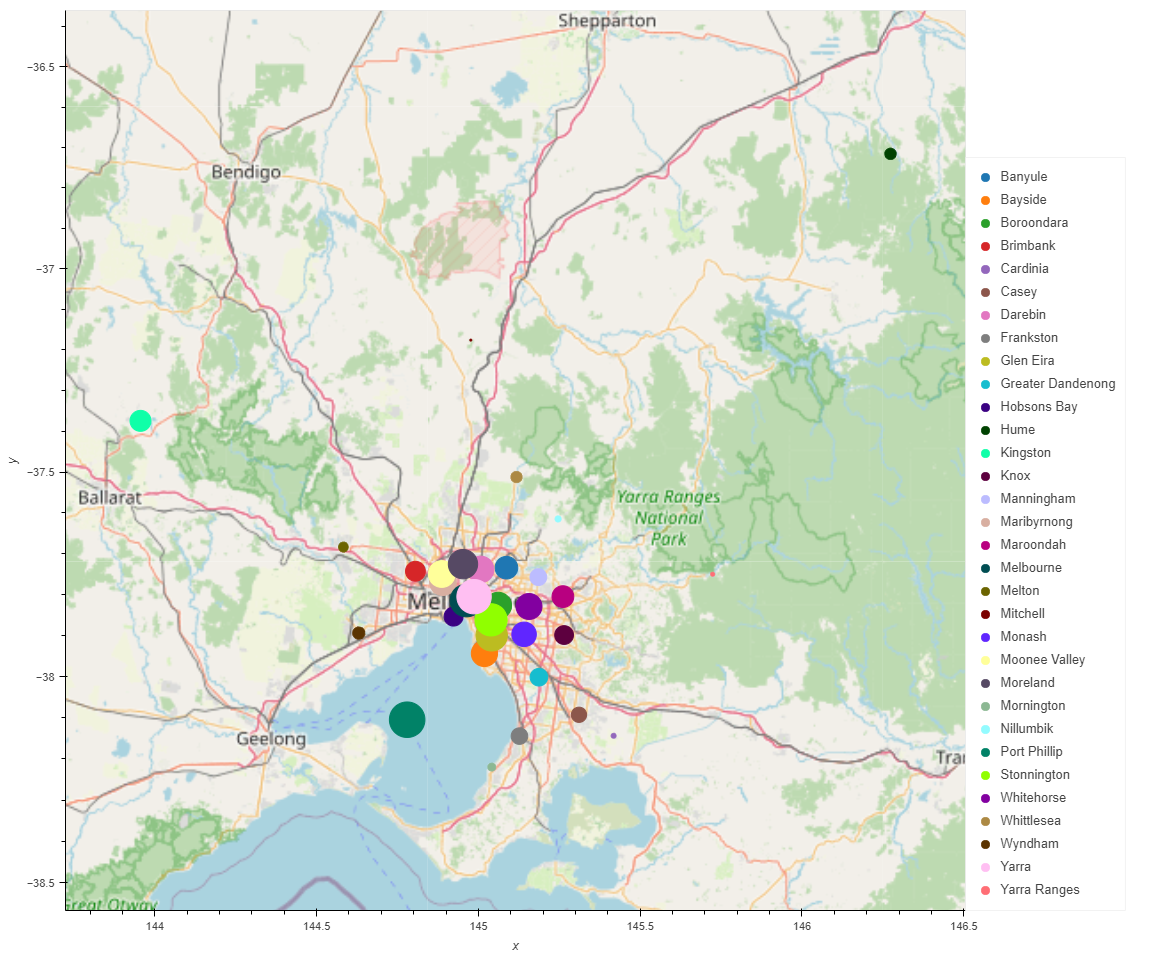 Shepparton
−36.5
Bendigo
−37
y
−37.5
Ballarat
Yarra Ranges
National
Park
Mel
−38
Geelong
Trar
−38.5
Great Otway
144
144.5
145
145.5
146
146.5
x
Banyule
Bayside
Boroondara
Brimbank
Cardinia
Casey
Darebin
Frankston
Glen Eira
Greater Dandenong
Hobsons Bay
Hume
Kingston
Knox
Manningham
Maribyrnong
Maroondah
Melbourne
Melton
Mitchell
Monash
Moonee Valley
Moreland
Mornington
Nillumbik
Port Phillip
Stonnington
Whitehorse
Whittlesea
Wyndham
Yarra
Yarra Ranges